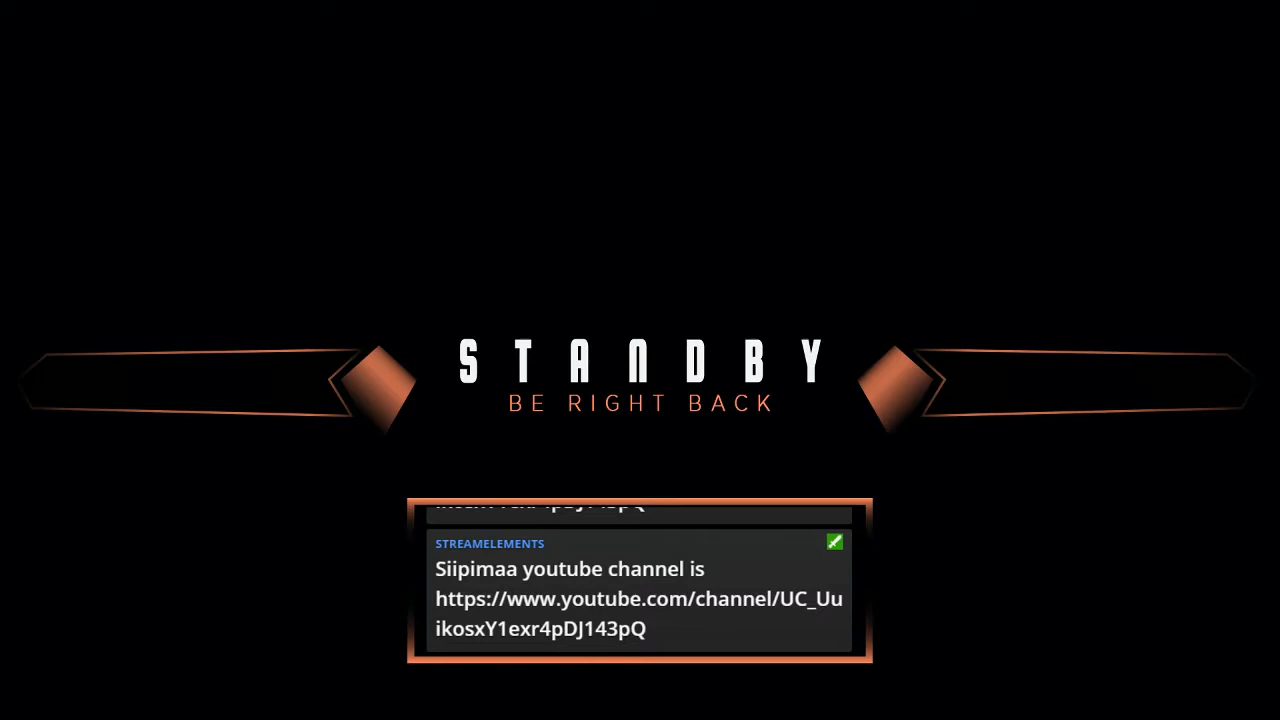 STANDBY
BE RIGHT BACK
STREAMELEMENTS
Siipimaa youtube channel is
https://www.youtube.com/channel/UC_Uu
ikosxY1exr4pDJ143pQ